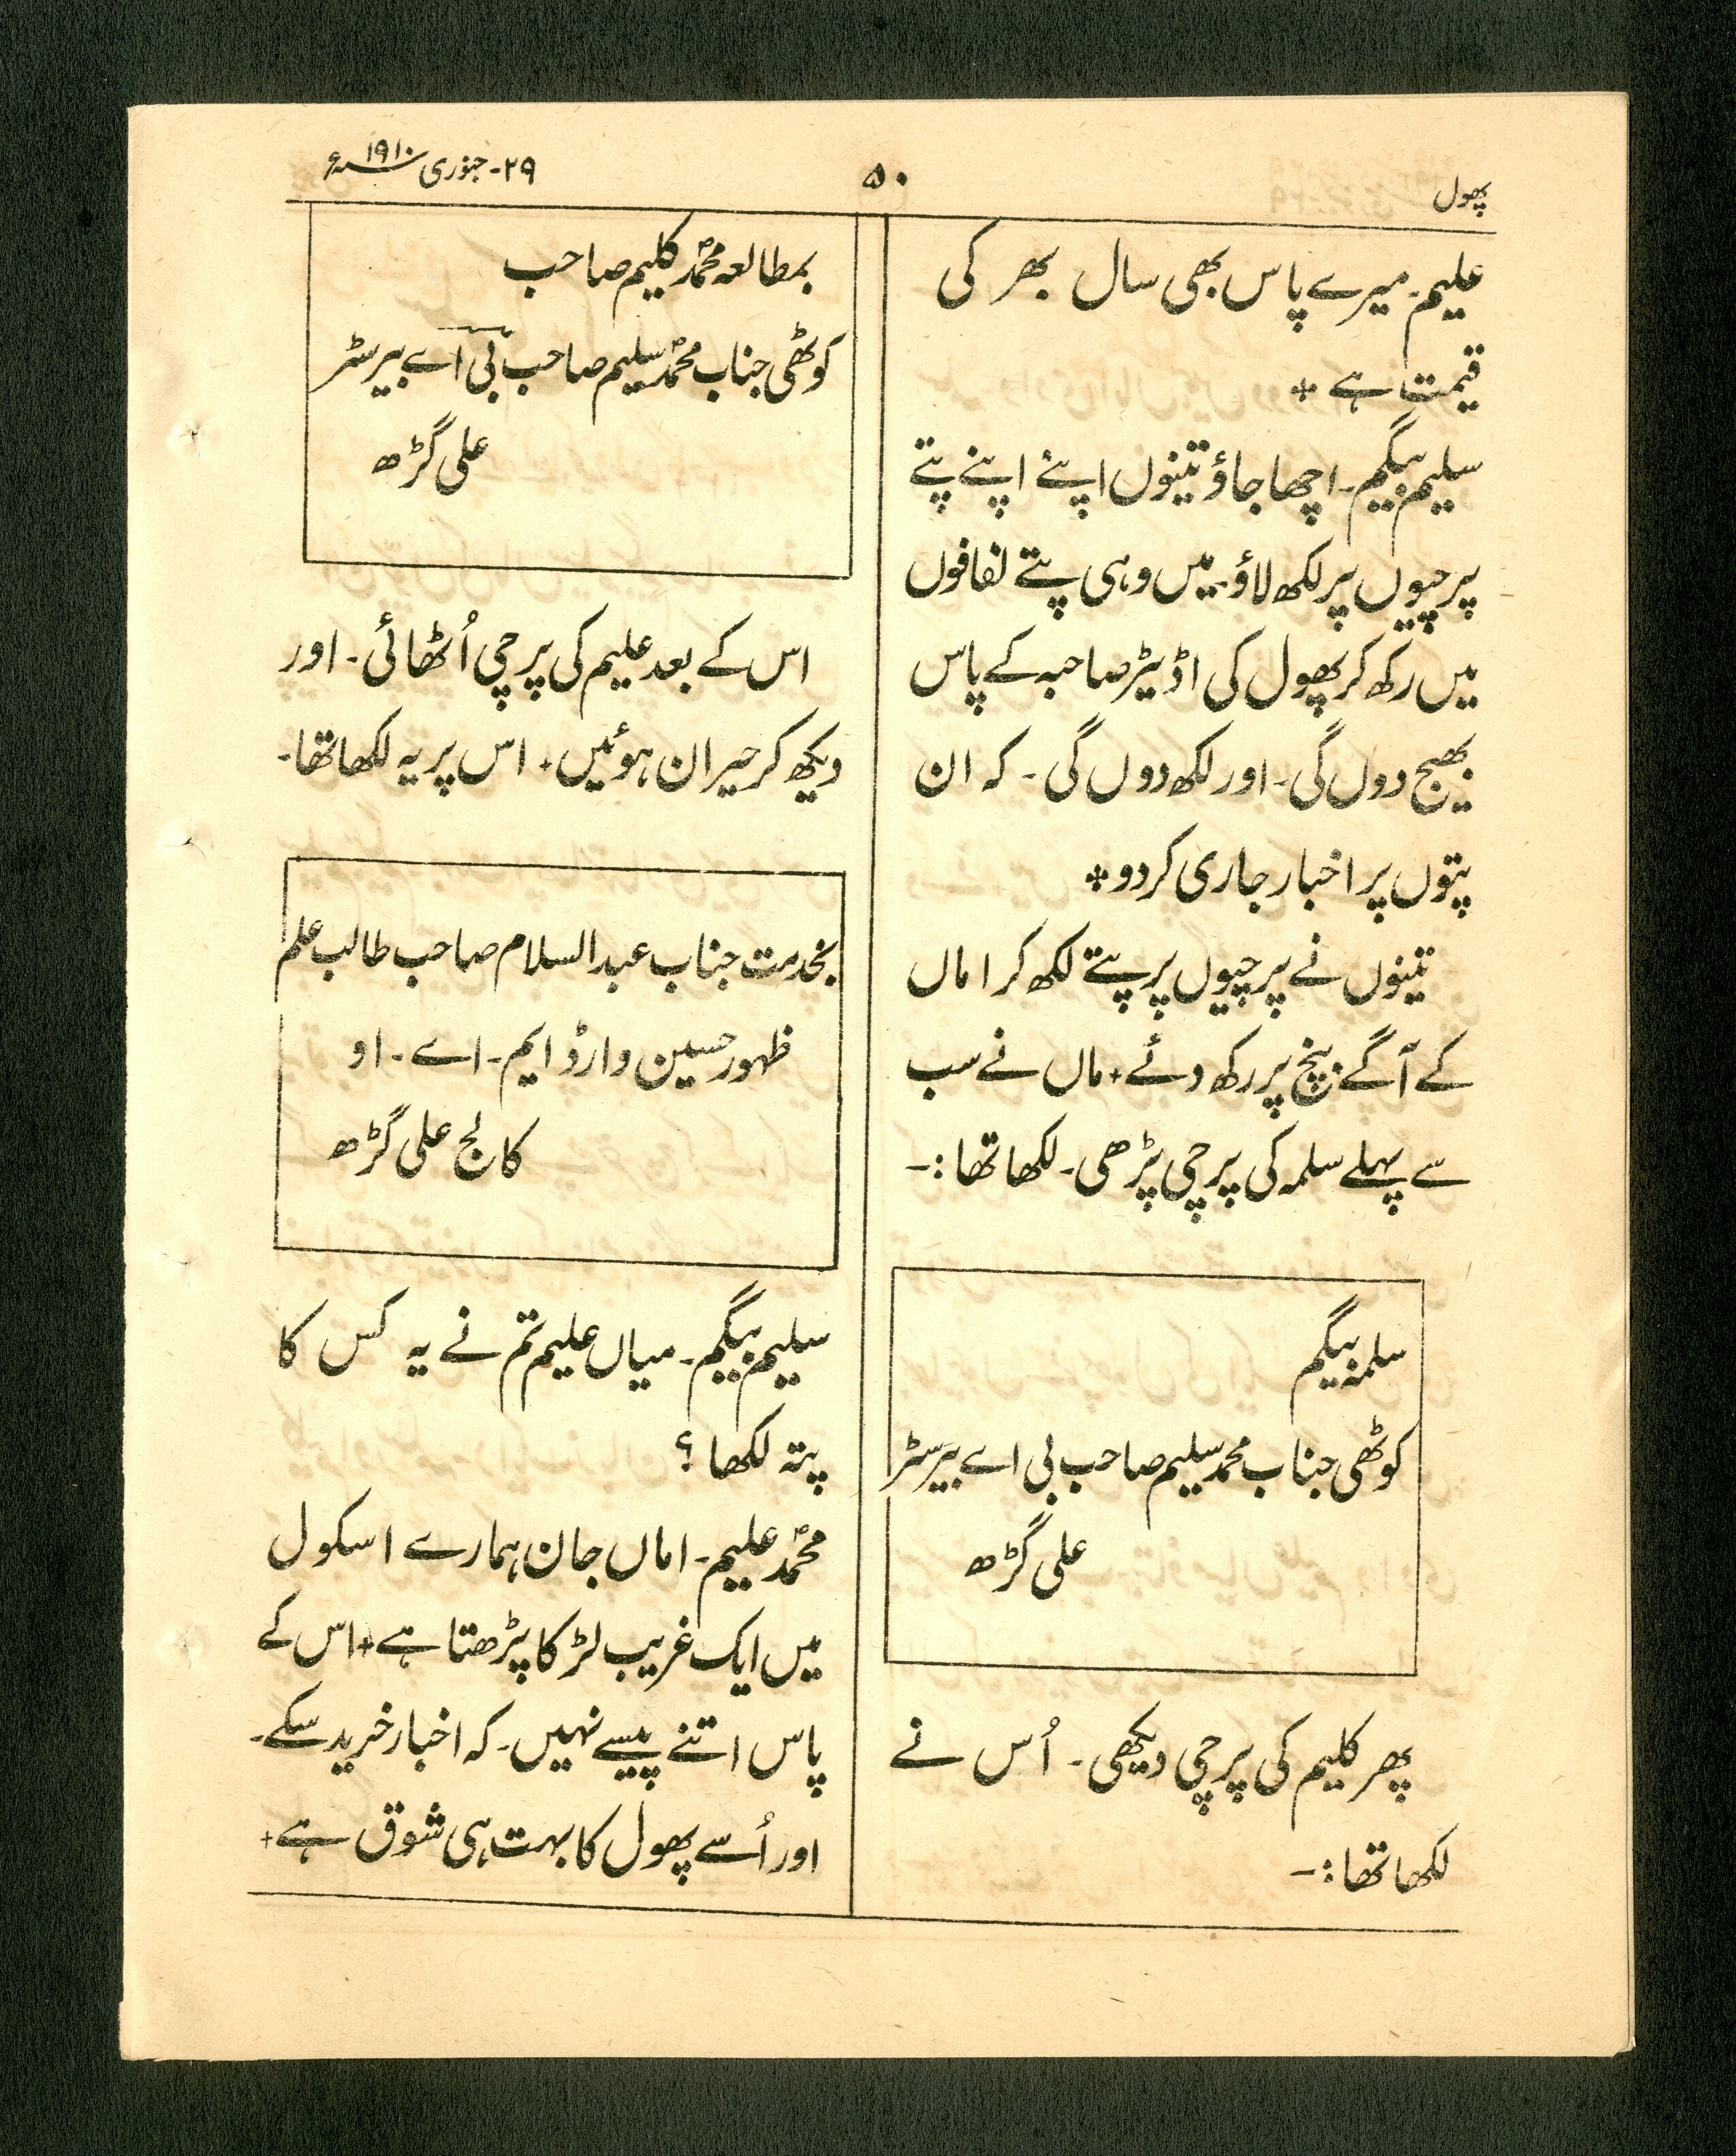 پھول
۵۰
۲۹- جنوری ۱۹۱۰ء
علیم۔ میرے پاس بھی سال بھر کی
قیمت ہے +
سلیم بیگم۔ اچھا جاؤ تینوں اپنے اپنے پتے
پرچیوں پر لکھ لاؤ۔ میں وہی پتے لفافوں
میں رکھ کر پھول کی اڈیٹر صاحبہ کے پاس
بھیج دوں گی۔ اور لکھ دوں گی۔ کہ ان
پتوں پر اخبار جاری کر دو +
تینوں نے پرچیوں پر پتے لکھ کر اماں
کے آگے بنچ پر رکھ دئے + ماں نے سب
سے پہلے سلمہ کی پرچی پڑھی۔ لکھا تھا :-
سلمہ بیگم
کوٹھی جناب محمد سلیم صاحب بی اے بیرسٹر
علی گڑھ
پھر کلیم کی پرچی دیکھی۔ اُس نے
لکھا تھا :-
بمطالعہ محمدؐ کلیم صاحب
کوٹھی جناب محمدؐ سلیم صاحب بی اے بیرسٹر
علی گڑھ
اس کے بعد علیم کی پرچی اُٹھائی۔ اور
دیکھ کر حیران ہوئیں + اس پر یہ لکھا تھا۔
بخدمت جناب عبدالسلام صاحب طالب علم
ظہور حسین وارڈ ایم۔ اے۔ او
کالج علی گڑھ
سلیم بیگم۔ میاں علیم تم نے یہ کس کا
پتہ لکھا ؟
محمدؐ علیم۔ اماں جان ہمارے اسکول
میں ایک غریب لڑکا پڑھتا ہے + اس کے
پاس اتنے پیسے نہیں۔ کہ اخبار خرید سکے۔
اور اُسے پھول کا بہت ہی شوق ہے +